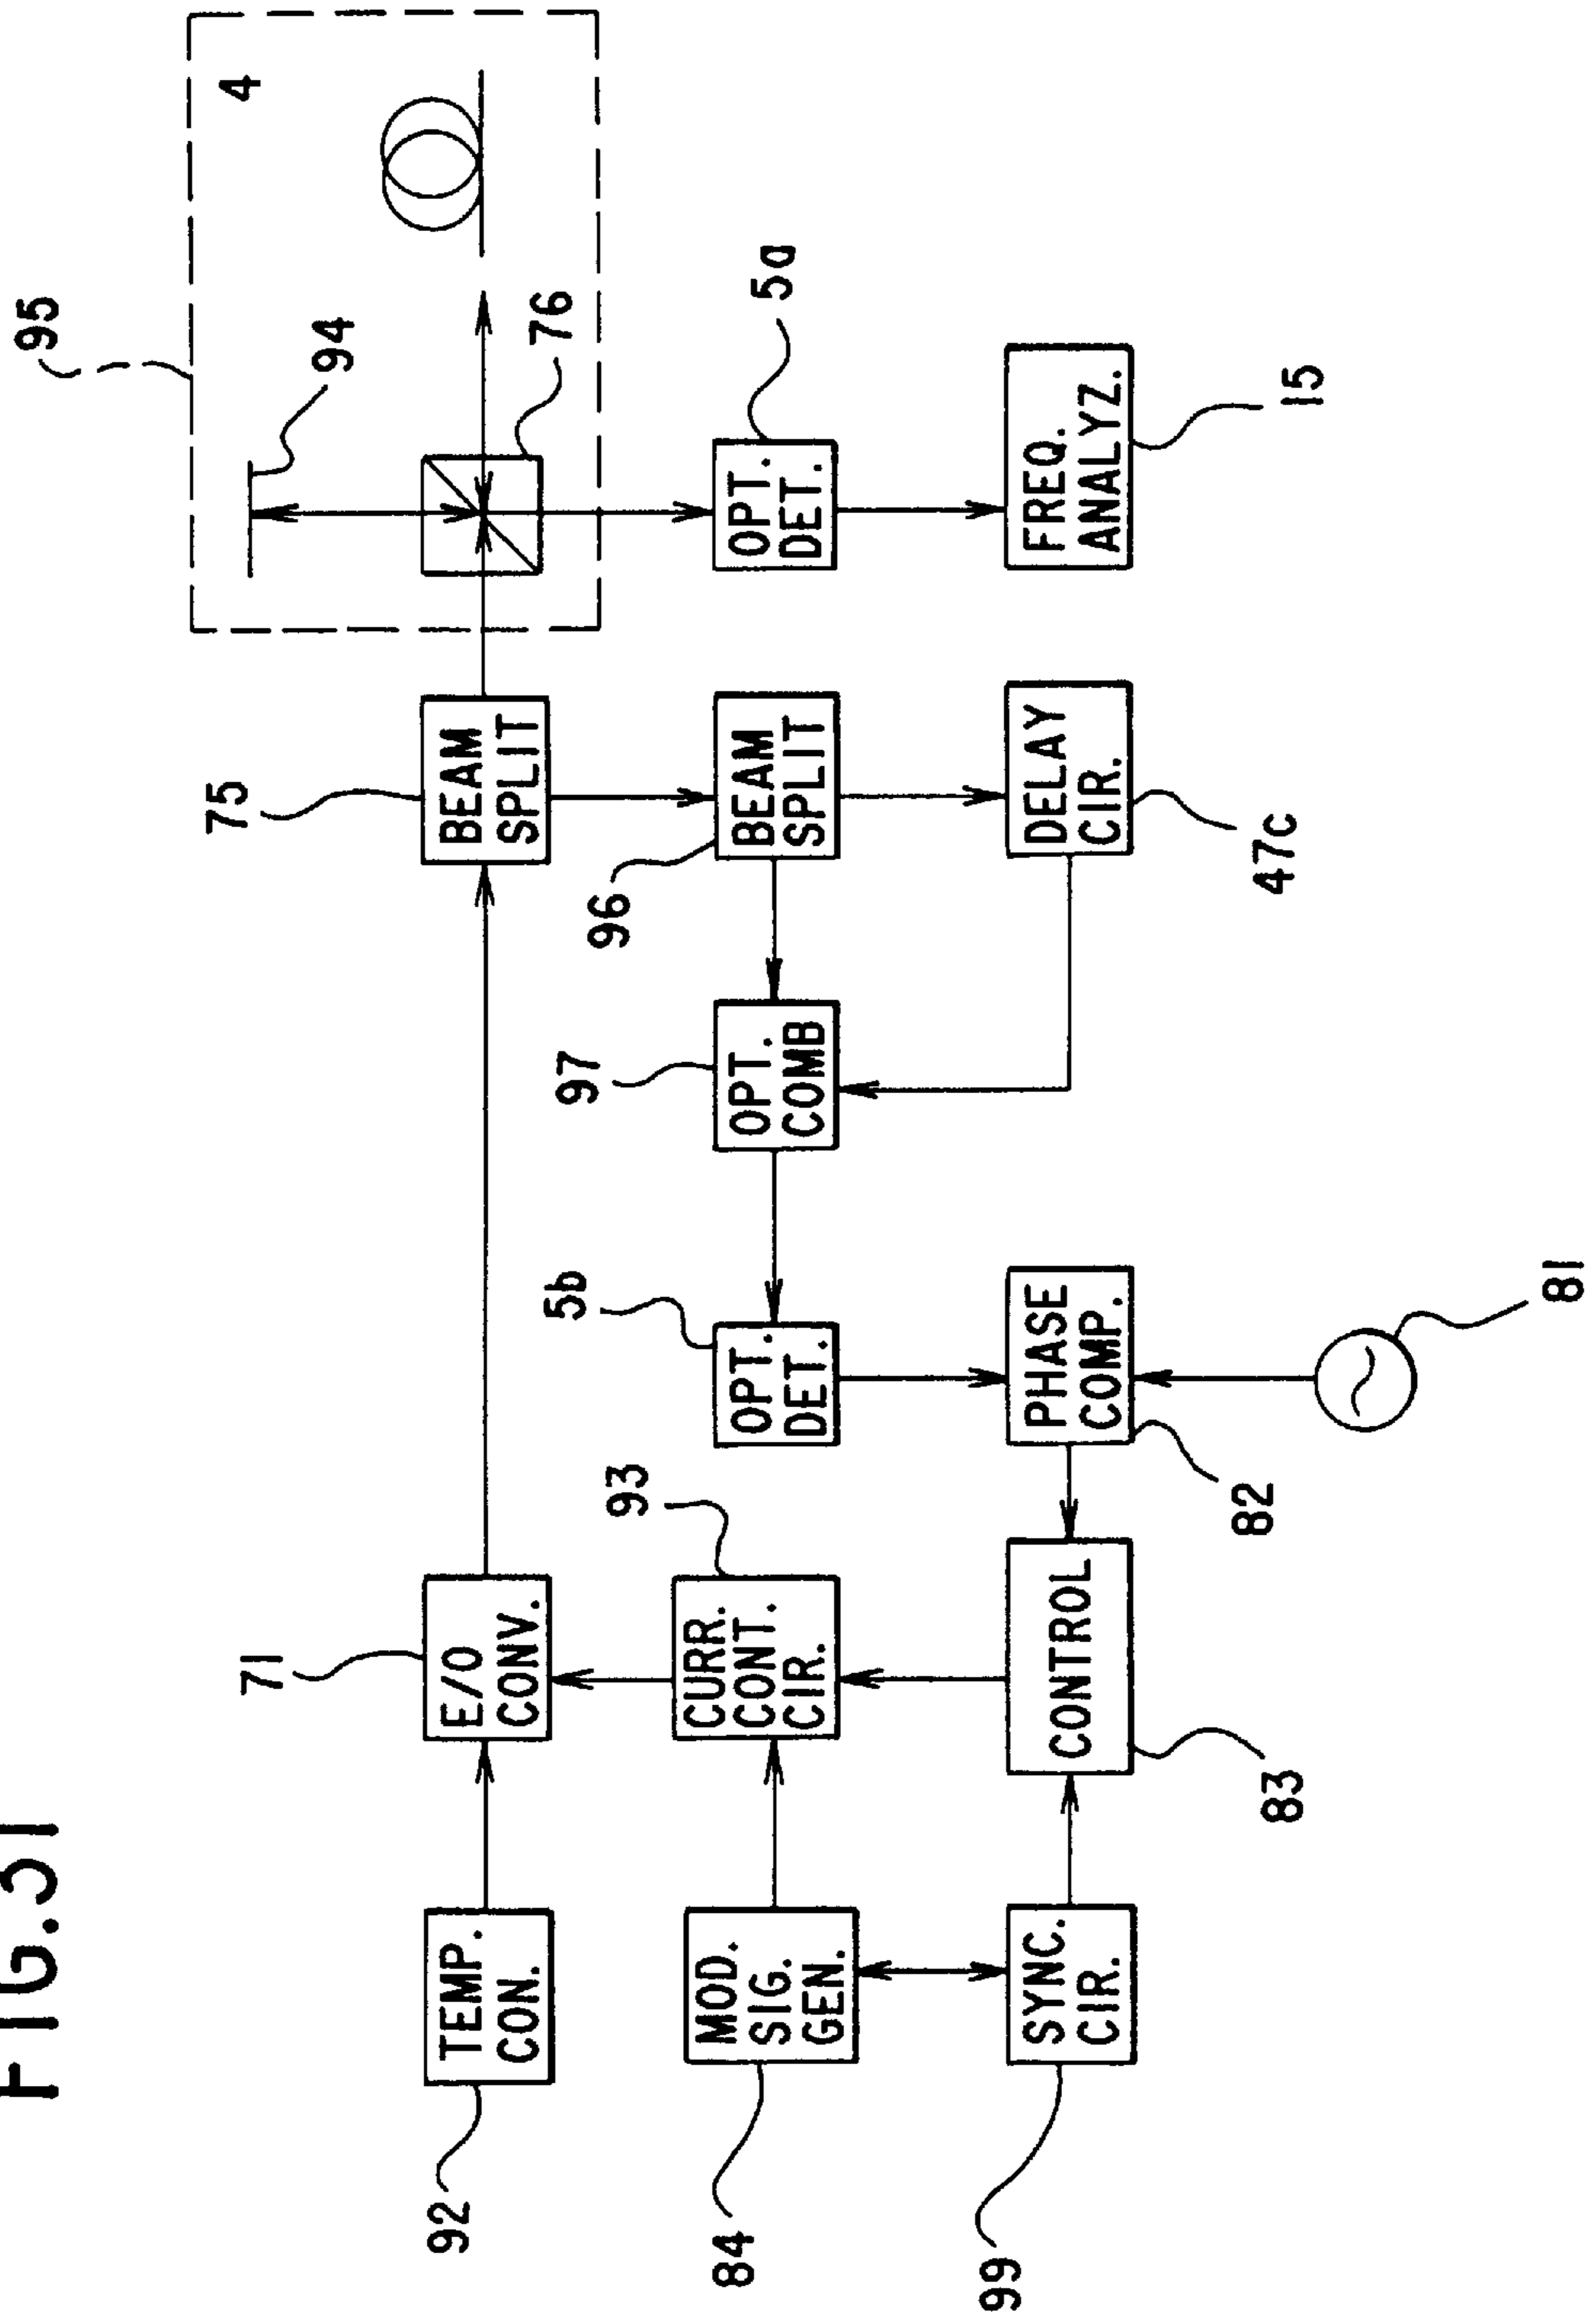 FIG.
95
4
94
76
92
TEMP.
CON.
71
E/O
CONV.
75
BEAM
SPLIT
84
MOD.
SIG.
GEN.
93
CURR.
CONT.
CIR.
5b
OPT.
DET.
97
OPT.
COMB
96
BEAM
SPLIT
5a
OPT.
DET.
99
SYNC.
CIR.
83
CONTROL
82
PHASE
COMP.
81
47c
DELAY
CIR.
15
FREQ.
ANALYZ.